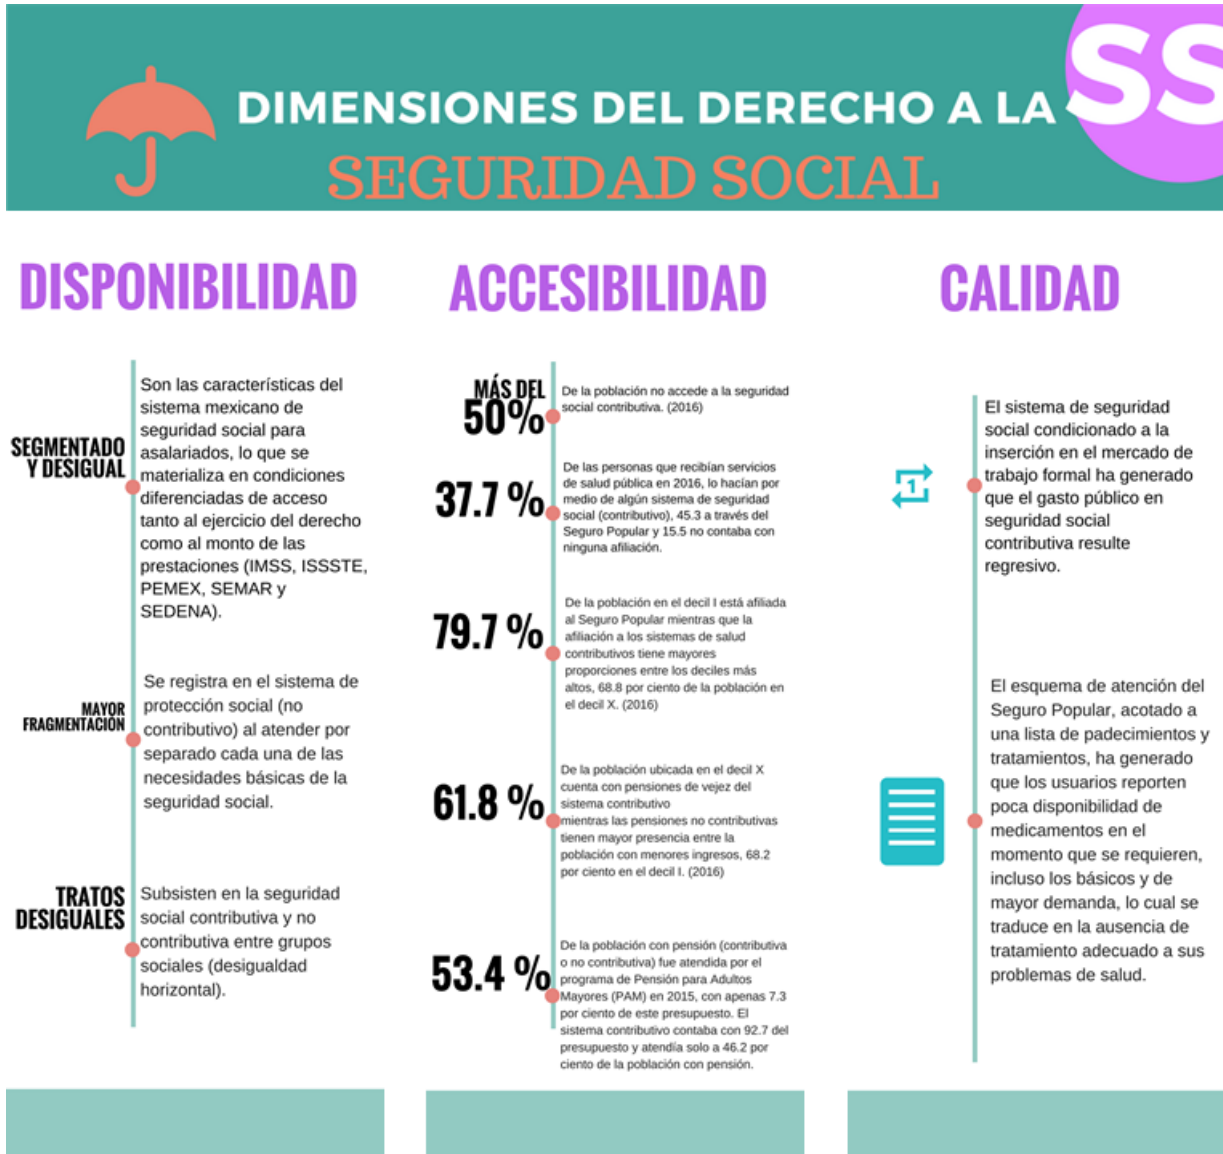 DIMENSIONES DEL DERECHO A LA
SEGURIDAD SOCIAL
SS
DISPONIBILIDAD
SEGMENTADO
Y DESIGUAL
Son las características del
sistema mexicano de
seguridad social para
asalariados, lo que se
materializa en condiciones
diferenciadas de acceso
tanto al ejercicio del derecho
como al monto de las
prestaciones (IMSS, ISSSTE,
PEMEX, SEMAR y
SEDENA).
MAYOR
FRAGMENTACIÓN
Se registra en el sistema de
protección social (no
contributivo) al atender por
separado cada una de las
necesidades básicas de la
seguridad social.
TRATOS
DESIGUALES
Subsisten en la seguridad
social contributiva y no
contributiva entre grupos
sociales (desigualdad
horizontal).
ACCESIBILIDAD
MÁS DEL
50%
De la población no accede a la seguridad
social contributiva. (2016)
37.7 %
De las personas que recibían servicios
de salud pública en 2016, lo hacían por
medio de algún sistema de seguridad
social (contributivo), 45.3 a través del
Seguro Popular y 15.5 no contaba con
ninguna afiliación.
79.7 %
De la población en el decil I está afiliada
al Seguro Popular mientras que la
afiliación a los sistemas de salud
contributivos tiene mayores
proporciones entre los deciles más
altos, 68.8 por ciento de la población en
el decil X. (2016)
61.8 %
De la población ubicada en el decil X
cuenta con pensiones de vejez del
sistema contributivo
mientras las pensiones no contributivas
tienen mayor presencia entre la
población con menores ingresos, 68.2
por ciento en el decil I. (2016)
53.4 %
De la población con pensión (contributiva
o no contributiva) fue atendida por el
programa de Pensión para Adultos
Mayores (PAM) en 2015, con apenas 7.3
por ciento de este presupuesto. El
sistema contributivo contaba con 92.7 del
presupuesto y atendía solo a 46.2 por
ciento de la población con pensión.
CALIDAD
1
El sistema de seguridad
social condicionado a la
inserción en el mercado de
trabajo formal ha generado
que el gasto público en
seguridad social
contributiva resulte
regresivo.
El esquema de atención del
Seguro Popular, acotado a
una lista de padecimientos y
tratamientos, ha generado
que los usuarios reporten
poca disponibilidad de
medicamentos en el
momento que se requieren,
incluso los básicos y de
mayor demanda, lo cual se
traduce en la ausencia de
tratamiento adecuado a sus
problemas de salud.